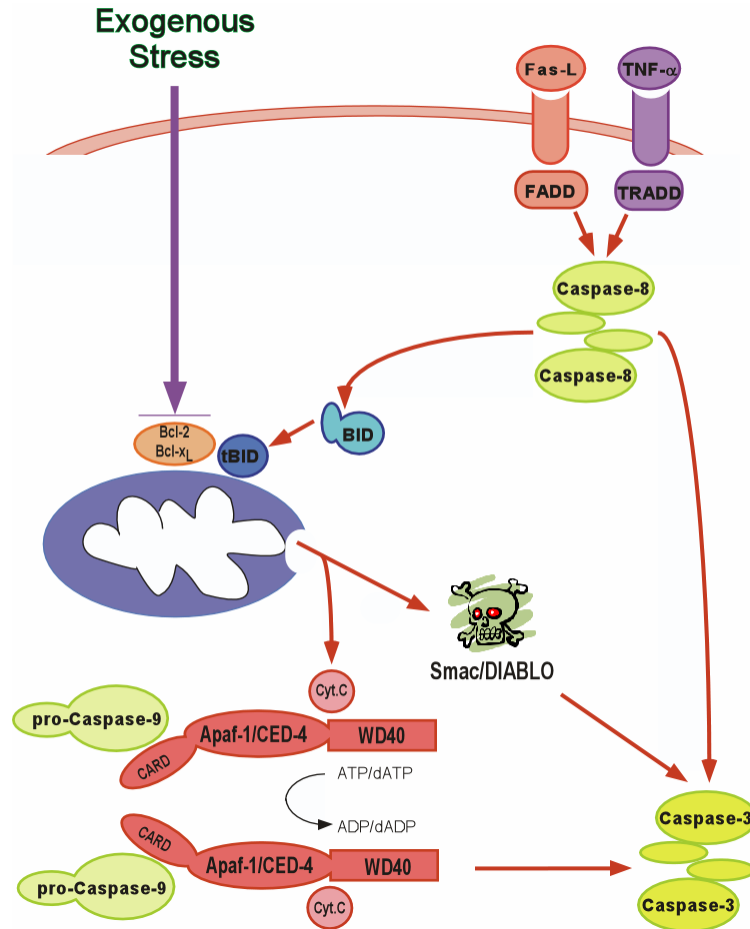 Exogenous
Stress
Fas-L
TNF-α
FADD
TRADD
Caspase-8
Caspase-8
BID
Bcl-2
Bcl-xL
tBID
Smac/DIABLO
Cyt.C
pro-Caspase-9
Apaf-1/CED-4
WD40
CARD
ATP/dATP
ADP/dADP
CARD
Caspase-3
pro-Caspase-9
Apaf-1/CED-4
WD40
Cyt.C
Caspase-3